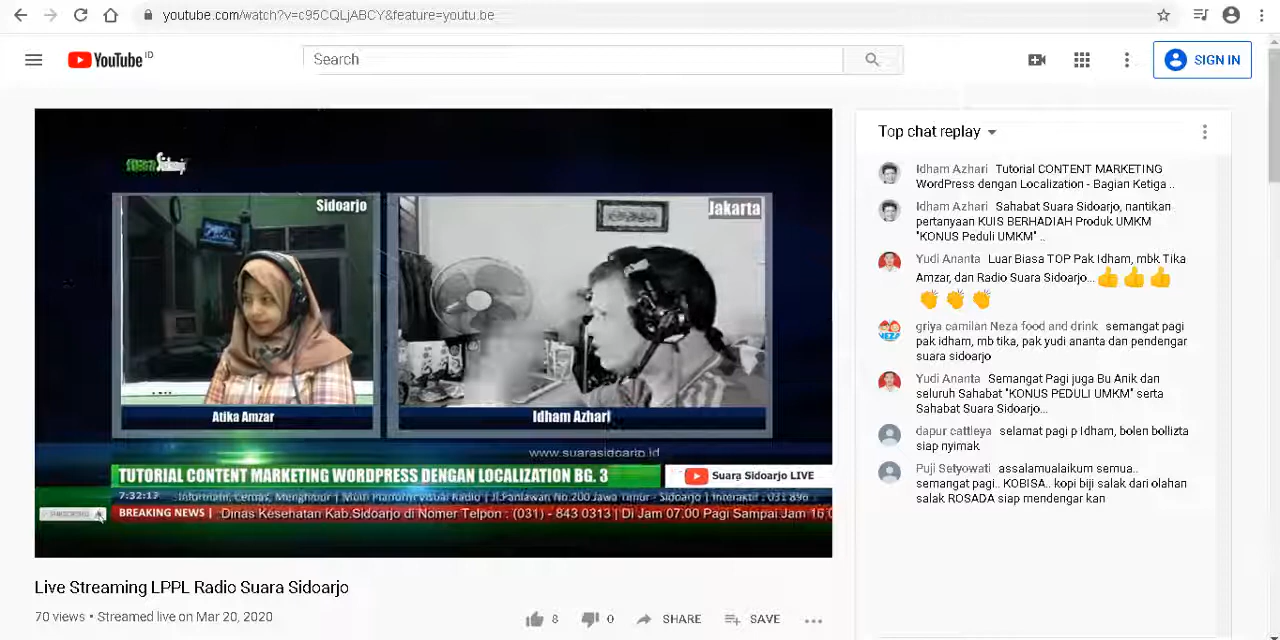 youtube.com/watch?v=c95CQLjABCY&feature=youtu.be
YouTube ID
Search
SIGN IN
Sidoarjo
Jakarta
Atika Amzar
Idham Azhari
www.suarasidoarjo.id
TUTORIAL CONTENT MARKETING WORDPRESS DENGAN LOCALIZATION BG. 3
Suara Sidoarjo LIVE
7:32:13 Informatif, Cerdas, Menghibur | Multi Platform Visual Radio | Jl.Pahlawan No.200 Jawa Timur - Sidoarjo | Interaktif : 031 896
BREAKING NEWS | Dinas Kesehatan Kab.Sidoarjo di Nomer Telpon : (031) - 843 0313 | Di Jam 07.00 Pagi Sampai Jam 16.0
Live Streaming LPPL Radio Suara Sidoarjo
70 views • Streamed live on Mar 20, 2020
8
0
SHARE
SAVE
Top chat replay
Idham Azhari Tutorial CONTENT MARKETING
WordPress dengan Localization - Bagian Ketiga ..
Idham Azhari Sahabat Suara Sidoarjo, nantikan
pertanyaan KUIS BERHADIAH Produk UMKM
"KONUS Peduli UMKM" ..
Yudi Ananta Luar Biasa TOP Pak Idham, mbk Tika
Amzar, dan Radio Suara Sidoarjo...
griya camilan Neza food and drink semangat pagi
pak idham, mb tika, pak yudi ananta dan pendengar
suara sidoarjo
Yudi Ananta Semangat Pagi juga Bu Anik dan
seluruh Sahabat "KONUS PEDULI UMKM" serta
Sahabat Suara Sidoarjo...
dapur cattleya selamat pagi p Idham, bolen bollizta
siap nyimak
Puji Setyowati assalamualaikum semua..
semangat pagi.. KOBISA.. kopi biji salak dari olahan
salak ROSADA siap mendengar kan